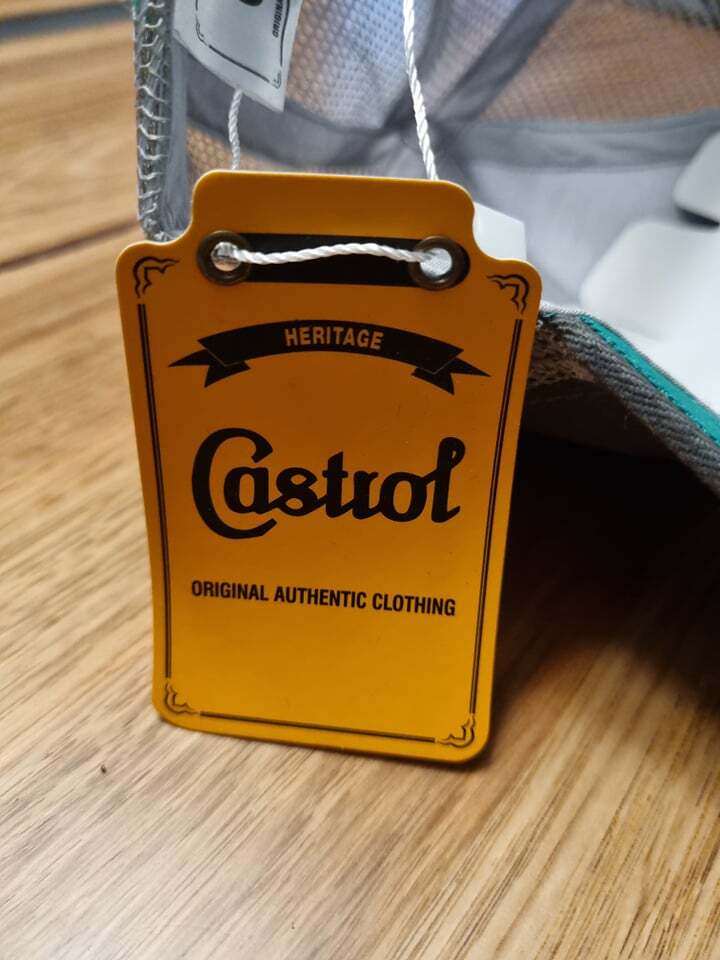 HERITAGE
Castrol
ORIGINAL AUTHENTIC CLOTHING